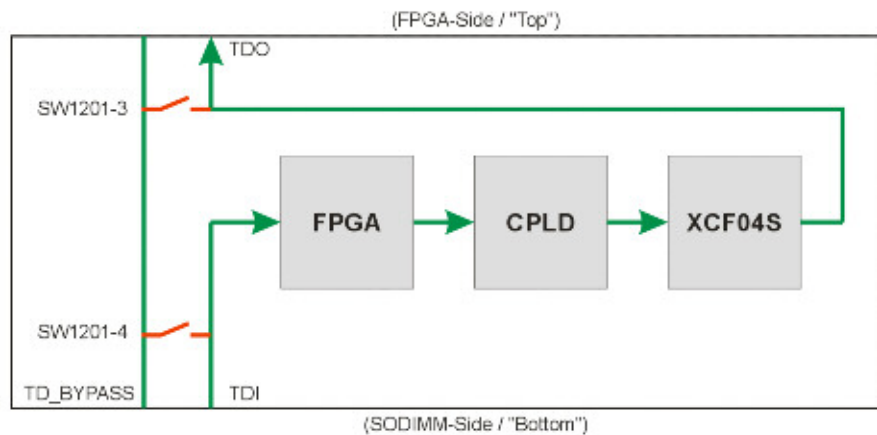 (FPGA-Side / "Top")
TDO
SW1201-3
FPGA
CPLD
XCF04S
SW1201-4
TD_BYPASS
TDI
(SODIMM-Side / "Bottom")